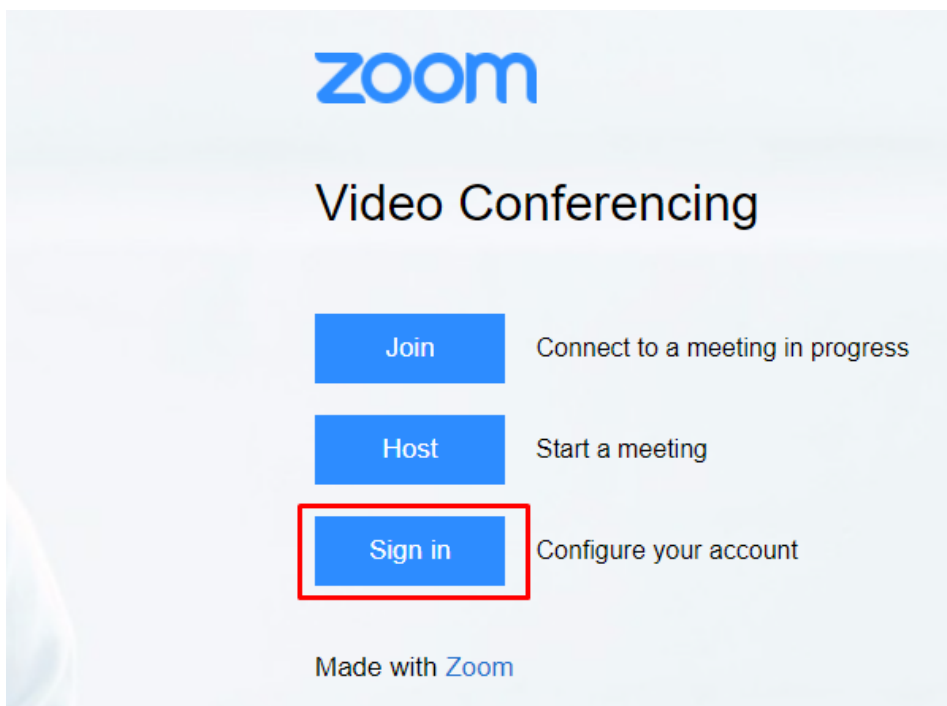 zoom
Video Conferencing
Join Connect to a meeting in progress
Host Start a meeting
Sign in Configure your account
Made with Zoom